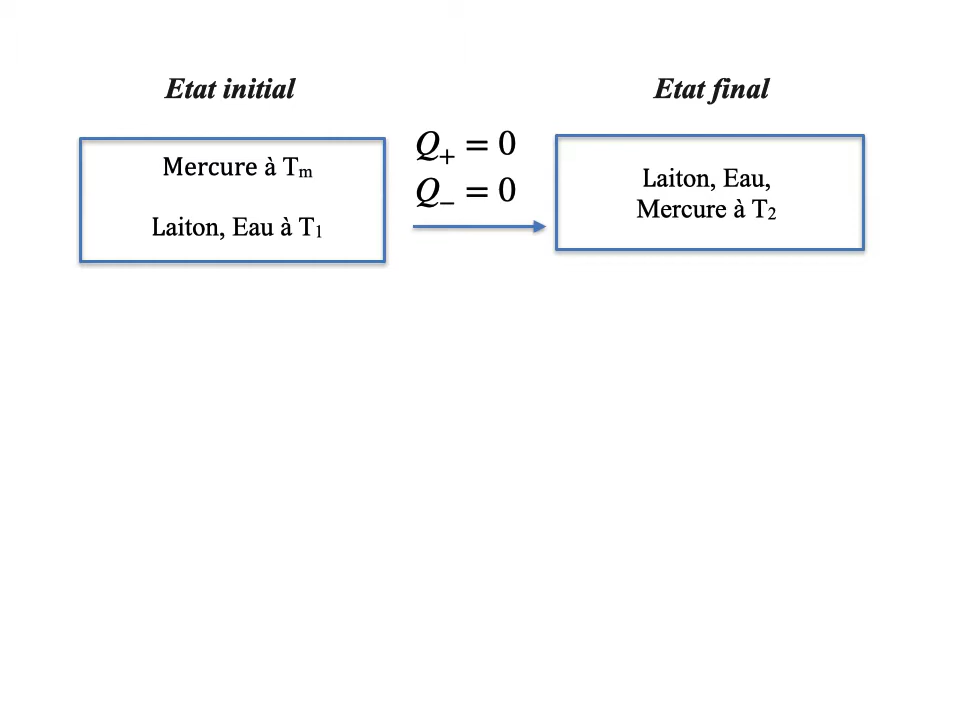 Etat initial
Etat final
Mercure à Tₘ
Laiton, Eau à T₁
Q₊ = 0
Q₋ = 0
Laiton, Eau,
Mercure à T₂